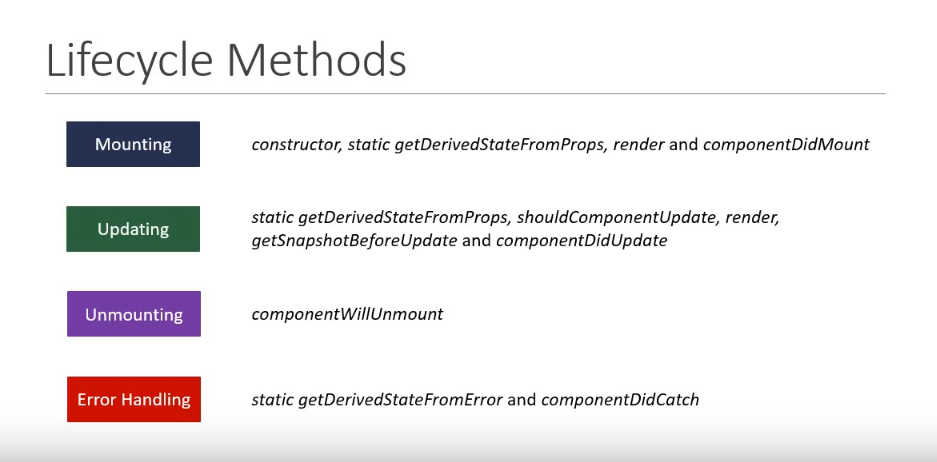 Lifecycle Methods
Mounting
constructor, static getDerivedStateFromProps, render and componentDidMount
Updating
static getDerivedStateFromProps, shouldComponentUpdate, render,
getSnapshotBeforeUpdate and componentDidUpdate
Unmounting
componentWillUnmount
Error Handling
static getDerivedStateFromError and componentDidCatch